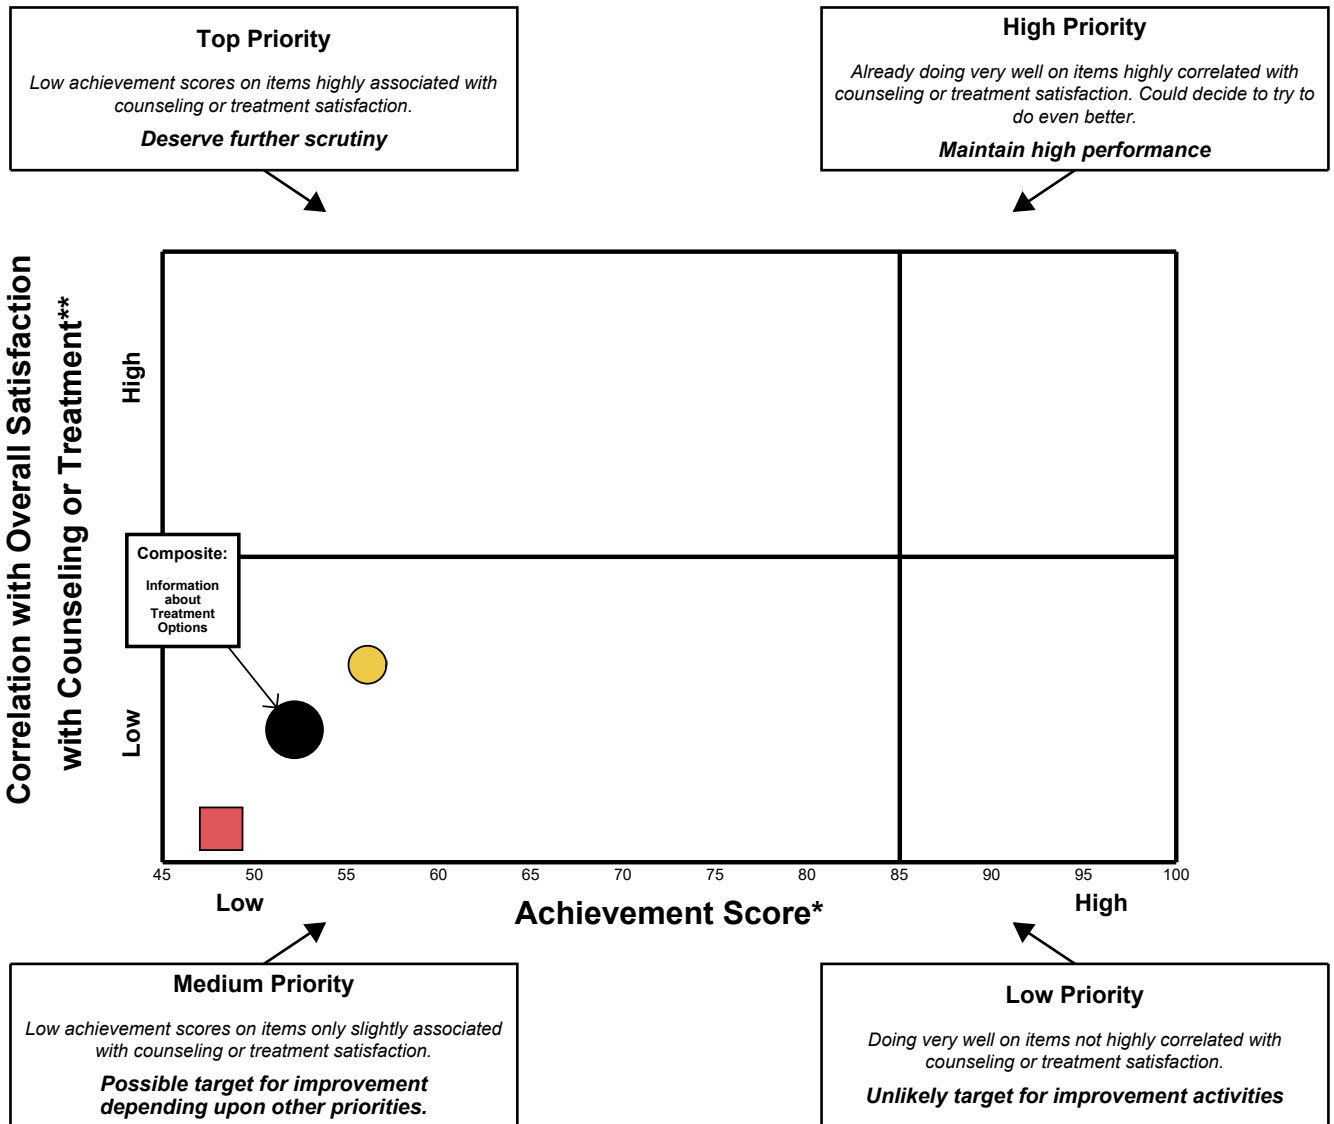 Top Priority
Low achievement scores on items highly associated with
counseling or treatment satisfaction.
Deserve further scrutiny
High Priority
Already doing very well on items highly correlated with
counseling or treatment satisfaction. Could decide to try to
do even better.
Maintain high performance
Correlation with Overall Satisfaction
with Counseling or Treatment**
High
Low
Composite:
Information
about
Treatment
Options
45 50 55 60 65 70 75 80 85 90 95 100
Low
Achievement Score*
High
Medium Priority
Low achievement scores on items only slightly associated
with counseling or treatment satisfaction.
Possible target for improvement
depending upon other priorities.
Low Priority
Doing very well on items not highly correlated with
counseling or treatment satisfaction.
Unlikely target for improvement activities